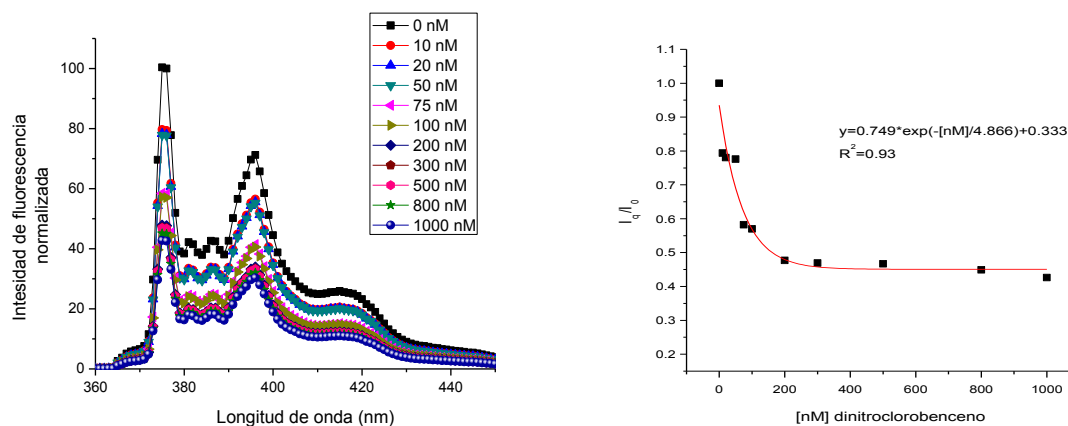 0 nM
10 nM
20 nM
50 nM
75 nM
100 nM
200 nM
300 nM
500 nM
800 nM
1000 nM
100
80
60
40
20
0
360
380
400
420
440
Intesidad de fluorescencia
normalizada
Longitud de onda (nm)
1.1
1.0
0.9
0.8
0.7
0.6
0.5
0.4
0.3
0.2
0
200
400
600
800
1000
I_q/I_0
y=0.749*exp(-[nM]/4.866)+0.333
R²=0.93
[nM] dinitroclorobenceno